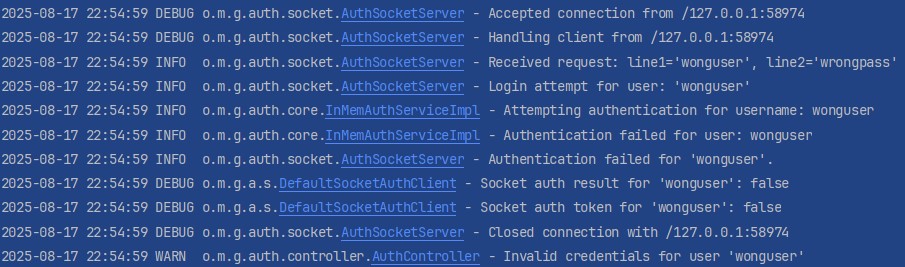 2025-08-17 22:54:59 DEBUG o.m.g.auth.socket.AuthSocketServer - Accepted connection from /127.0.0.1:58974
2025-08-17 22:54:59 DEBUG o.m.g.auth.socket.AuthSocketServer - Handling client from /127.0.0.1:58974
2025-08-17 22:54:59 INFO  o.m.g.auth.socket.AuthSocketServer - Received request: line1='wonguser', line2='wrongpass'
2025-08-17 22:54:59 INFO  o.m.g.auth.socket.AuthSocketServer - Login attempt for user: 'wonguser'
2025-08-17 22:54:59 INFO  o.m.g.auth.core.InMemAuthServiceImpl - Attempting authentication for username: wonguser
2025-08-17 22:54:59 INFO  o.m.g.auth.core.InMemAuthServiceImpl - Authentication failed for user: wonguser
2025-08-17 22:54:59 INFO  o.m.g.auth.socket.AuthSocketServer - Authentication failed for 'wonguser'.
2025-08-17 22:54:59 DEBUG o.m.g.a.s.DefaultSocketAuthClient - Socket auth result for 'wonguser': false
2025-08-17 22:54:59 DEBUG o.m.g.a.s.DefaultSocketAuthClient - Socket auth token for 'wonguser': false
2025-08-17 22:54:59 DEBUG o.m.g.auth.socket.AuthSocketServer - Closed connection with /127.0.0.1:58974
2025-08-17 22:54:59 WARN  o.m.g.auth.controller.AuthController - Invalid credentials for user 'wonguser'